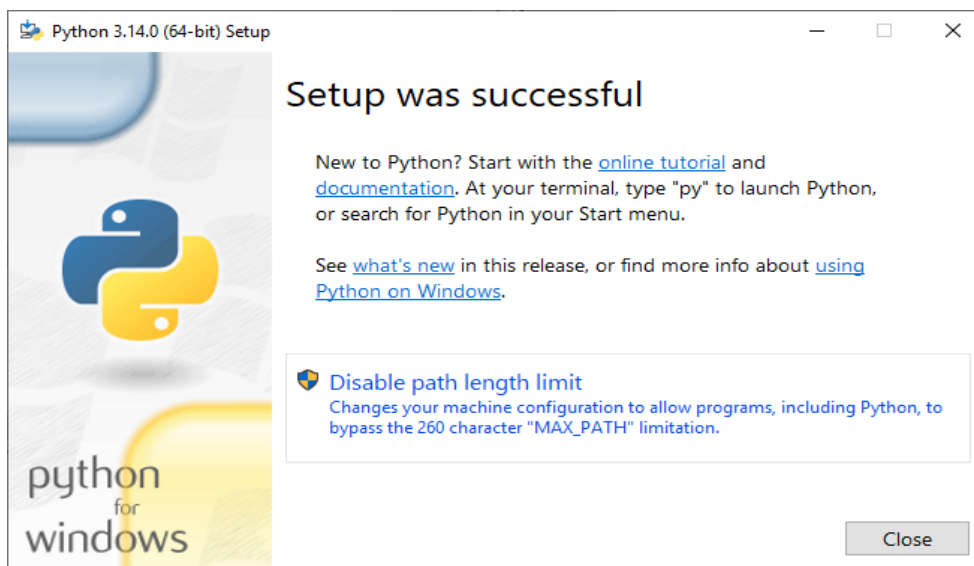 Python 3.14.0 (64-bit) Setup
Setup was successful
New to Python? Start with the online tutorial and
documentation. At your terminal, type "py" to launch Python,
or search for Python in your Start menu.
See what's new in this release, or find more info about using
Python on Windows.
Disable path length limit
Changes your machine configuration to allow programs, including Python, to
bypass the 260 character "MAX_PATH" limitation.
python
for
windows
Close